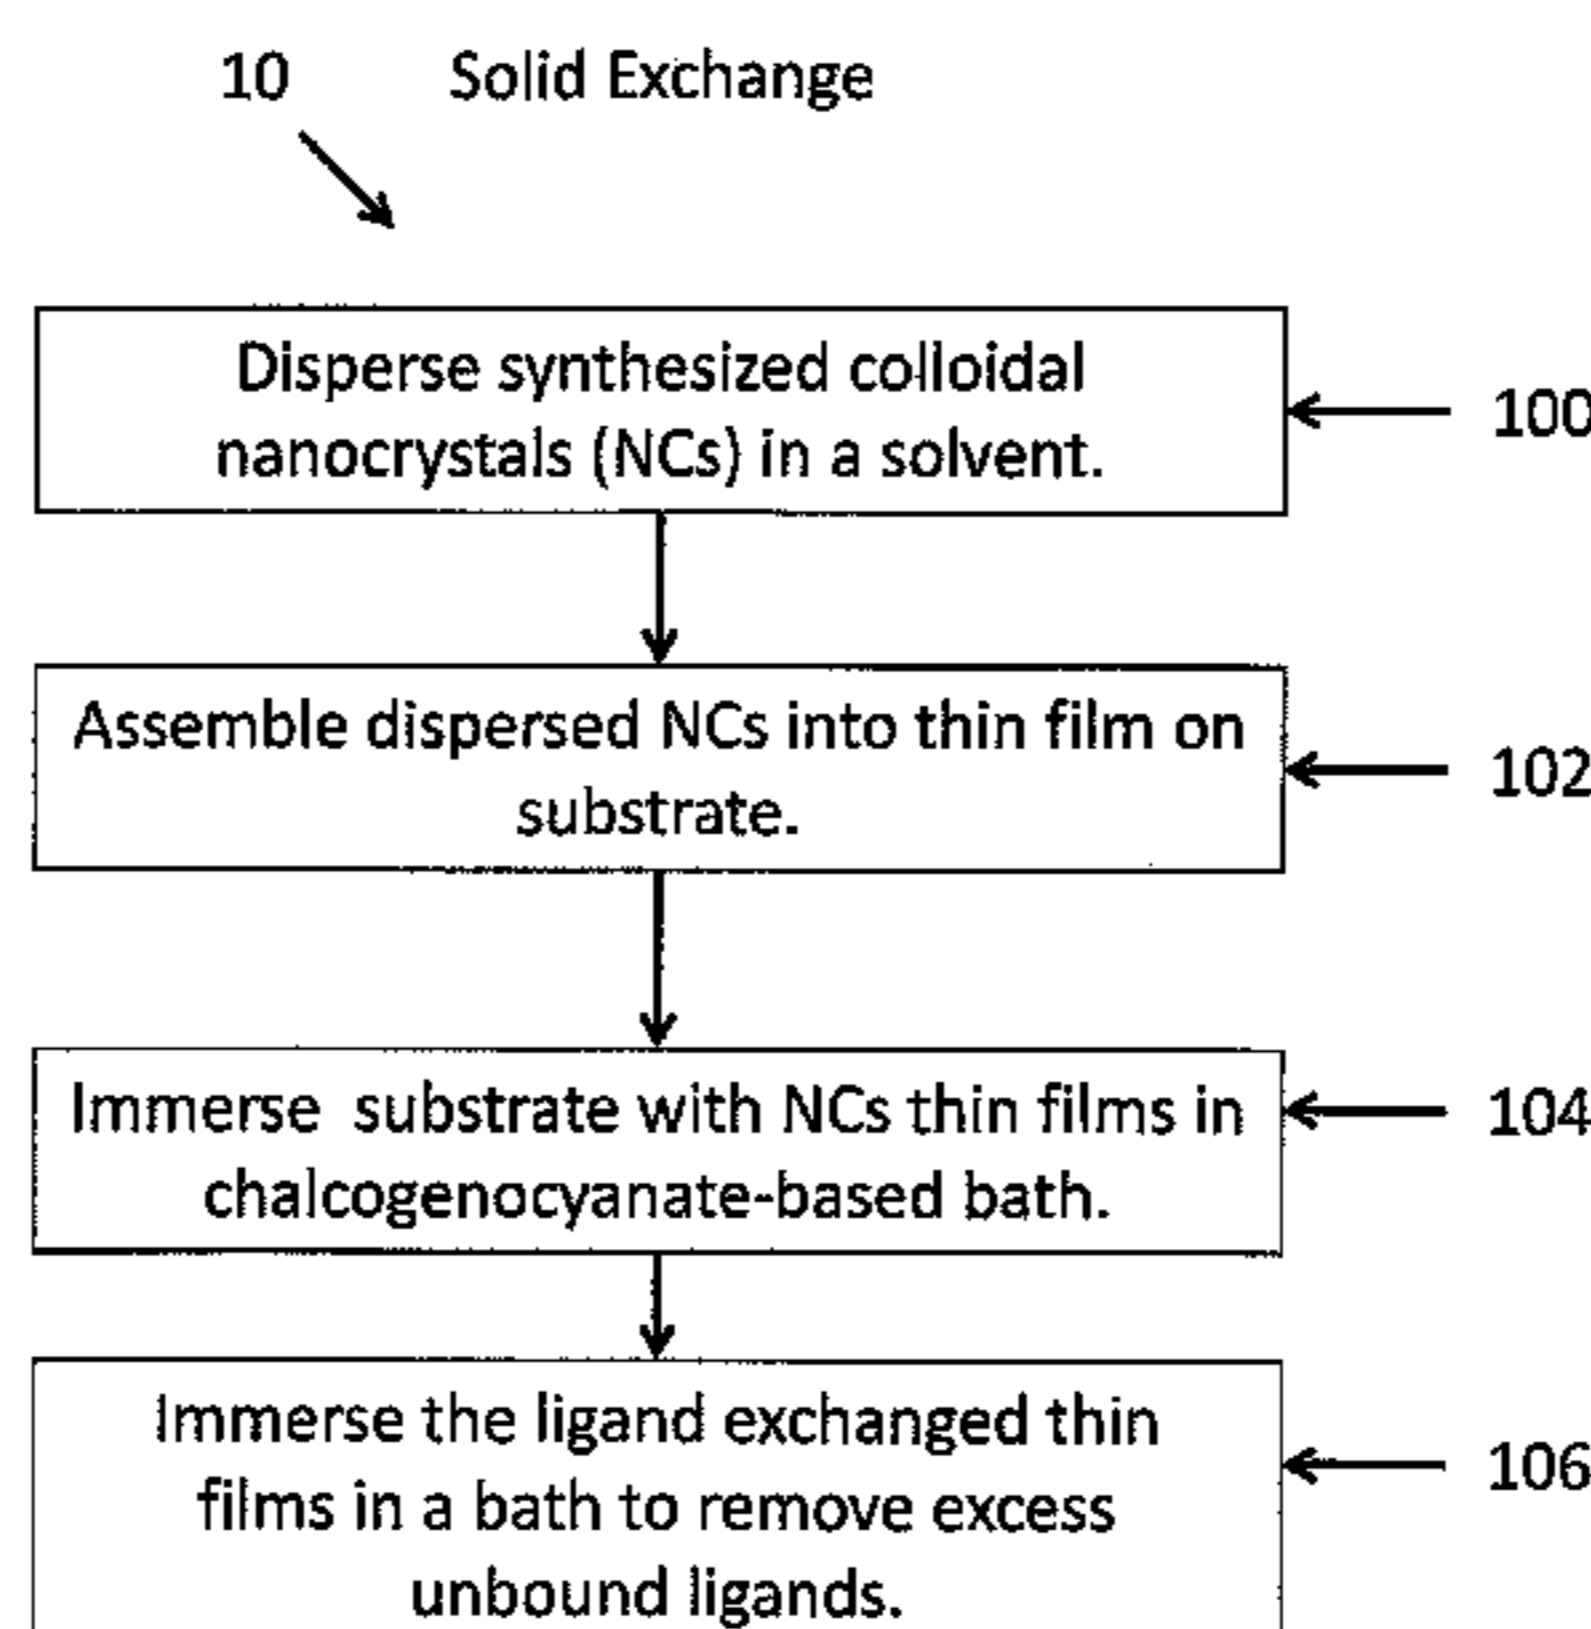 10 Solid Exchange
Disperse synthesized colloidal
nanocrystals (NCs) in a solvent.
100
Assemble dispersed NCs into thin film on
substrate.
102
Immerse substrate with NCs thin films in
chalcogenocyanate-based bath.
104
Immerse the ligand exchanged thin
films in a bath to remove excess
unbound ligands.
106